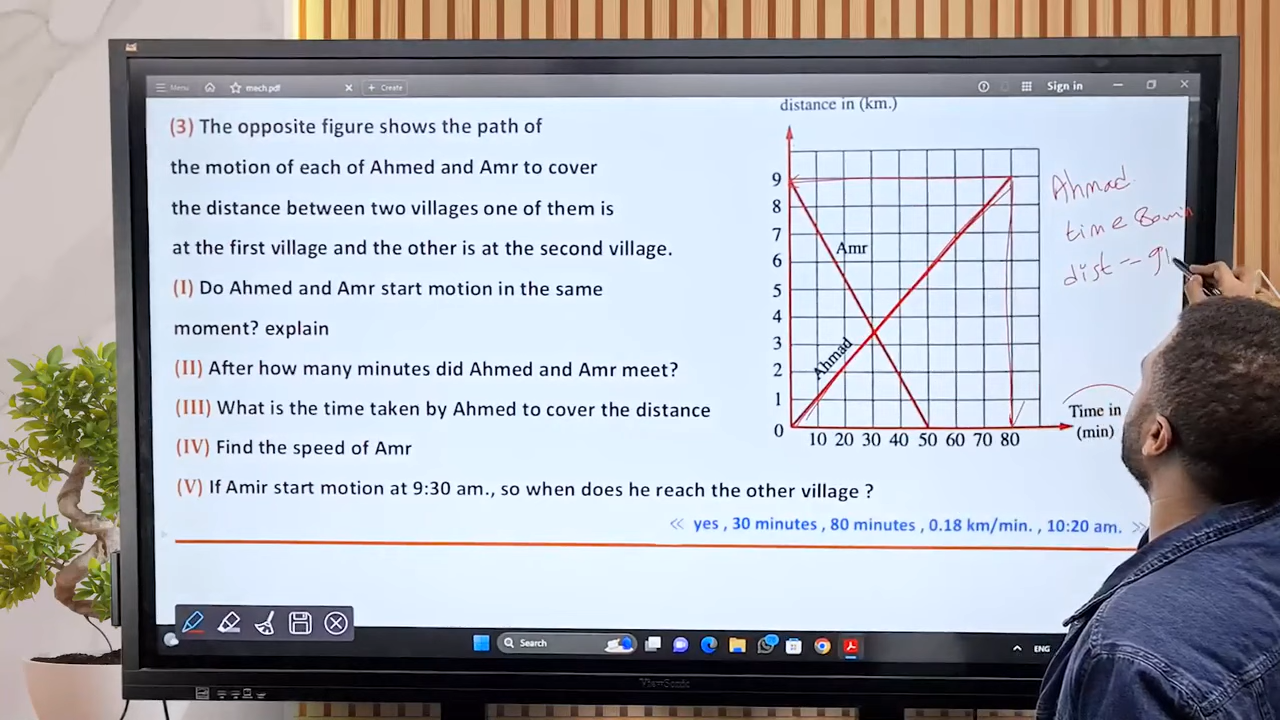 Menu
mech.pdf
Create
Sign in
(3) The opposite figure shows the path of
the motion of each of Ahmed and Amr to cover
the distance between two villages one of them is
at the first village and the other is at the second village.
(I) Do Ahmed and Amr start motion in the same
moment? explain
(II) After how many minutes did Ahmed and Amr meet?
(III) What is the time taken by Ahmed to cover the distance
(IV) Find the speed of Amr
(V) If Amir start motion at 9:30 am., so when does he reach the other village ?
« yes , 30 minutes , 80 minutes , 0.18 km/min. , 10:20 am. »
distance in (km.)
9
8
7
6
5
4
3
2
1
0
10 20 30 40 50 60 70 80
Amr
Ahmad
Time in
(min)
Ahmad
time 80min
dist = 9
Search
ENG
ViewSonic